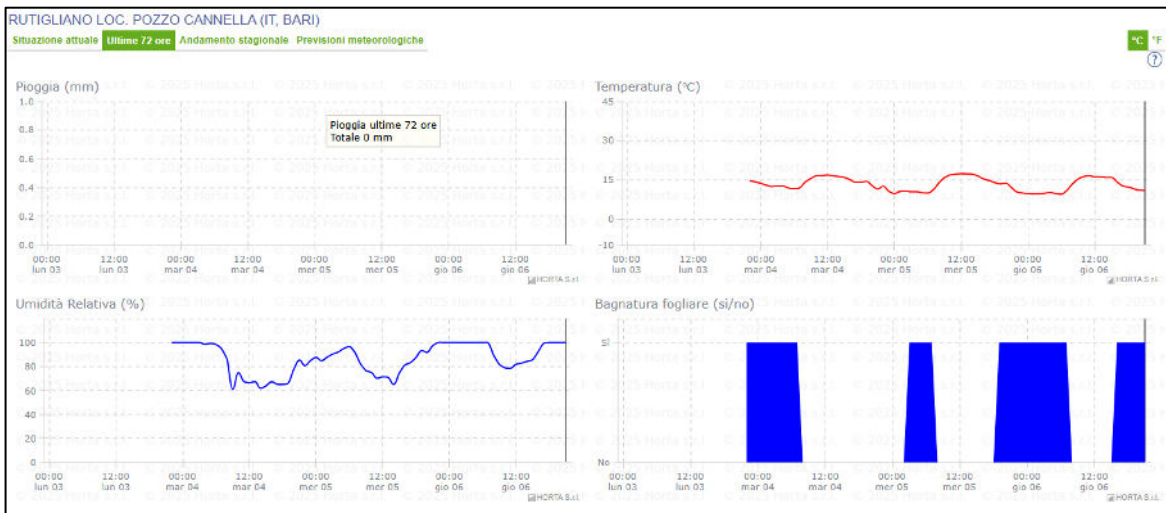 RUTIGLIANO LOC. POZZO CANNELLA (IT, BARI)
Situazione attuale Ultime 72 ore Andamento stagionale Previsioni meteorologiche
°C °F
?
Pioggia (mm)
1.0
0.8
0.6
0.4
0.2
0.0
Pioggia ultime 72 ore
Totale 0 mm
00:00 12:00 00:00 12:00 00:00 12:00 00:00 12:00
lun 03 lun 03 mar 04 mar 04 mer 05 mer 05 gio 06 gio 06
HORTA S.r.l.
Temperatura (°C)
45
30
15
0
-10
00:00 12:00 00:00 12:00 00:00 12:00 00:00 12:00
lun 03 lun 03 mar 04 mar 04 mer 05 mer 05 gio 06 gio 06
HORTA S.r.l.
Umidità Relativa (%)
100
80
60
40
20
0
00:00 12:00 00:00 12:00 00:00 12:00 00:00 12:00
lun 03 lun 03 mar 04 mar 04 mer 05 mer 05 gio 06 gio 06
HORTA S.r.l.
Bagnatura fogliare (si/no)
Sì
No
00:00 12:00 00:00 12:00 00:00 12:00 00:00 12:00
lun 03 lun 03 mar 04 mar 04 mer 05 mer 05 gio 06 gio 06
HORTA S.r.l.
© 2025 Horta s.r.l.